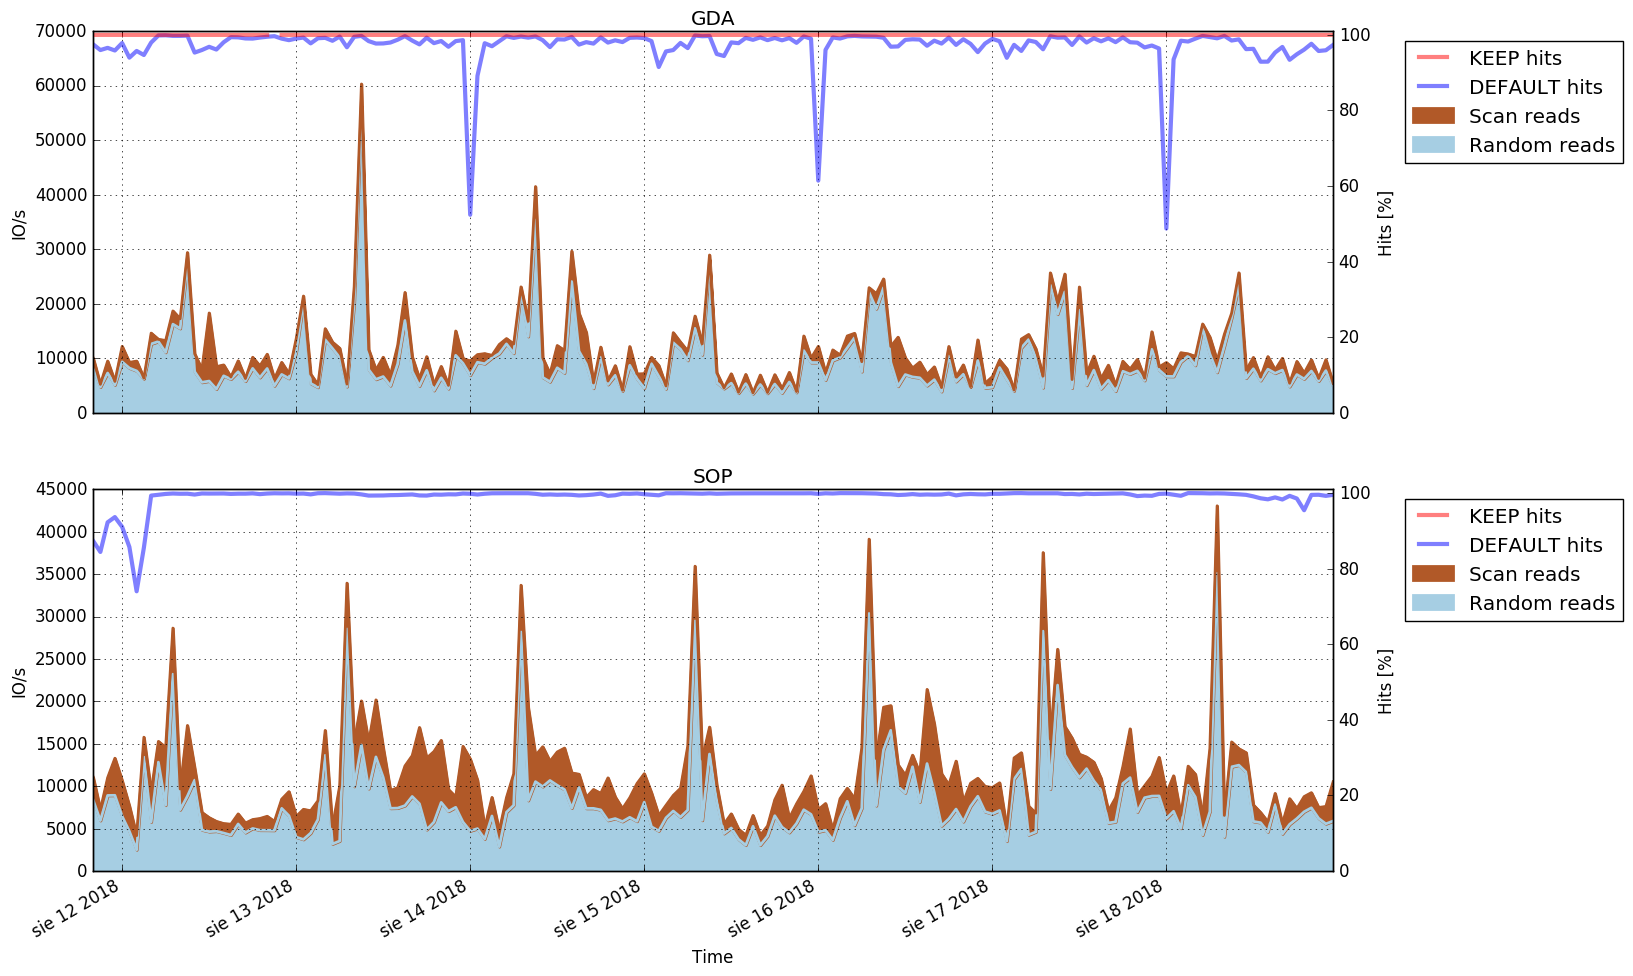 GDA
70000
60000
50000
40000
30000
20000
10000
0
IO/s
100
80
60
40
20
0
Hits [%]
KEEP hits
DEFAULT hits
Scan reads
Random reads
SOP
45000
40000
35000
30000
25000
20000
15000
10000
5000
0
IO/s
100
80
60
40
20
0
Hits [%]
KEEP hits
DEFAULT hits
Scan reads
Random reads
sie 12 2018
sie 13 2018
sie 14 2018
sie 15 2018
sie 16 2018
sie 17 2018
sie 18 2018
Time